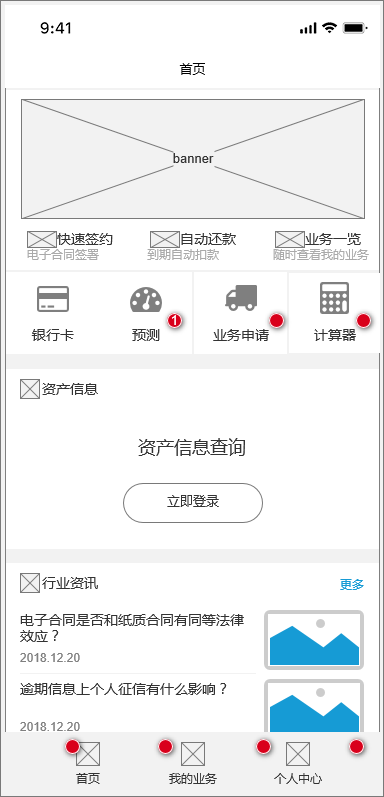 9:41
首页
banner
快速签约 自动还款 业务一览
电子合同签署 到期自动扣款 随时查看我的业务
1
银行卡 预测 业务申请 计算器
资产信息
资产信息查询
立即登录
行业资讯 更多
电子合同是否和纸质合同有同等法律
效应？
2018.12.20
逾期信息上个人征信有什么影响？
2018.12.20
首页 我的业务 个人中心